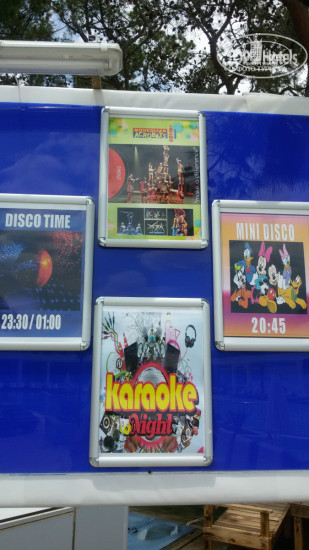 DISCO TIME
23:30/01:00
MINI DISCO
20:45
karaoke
Night